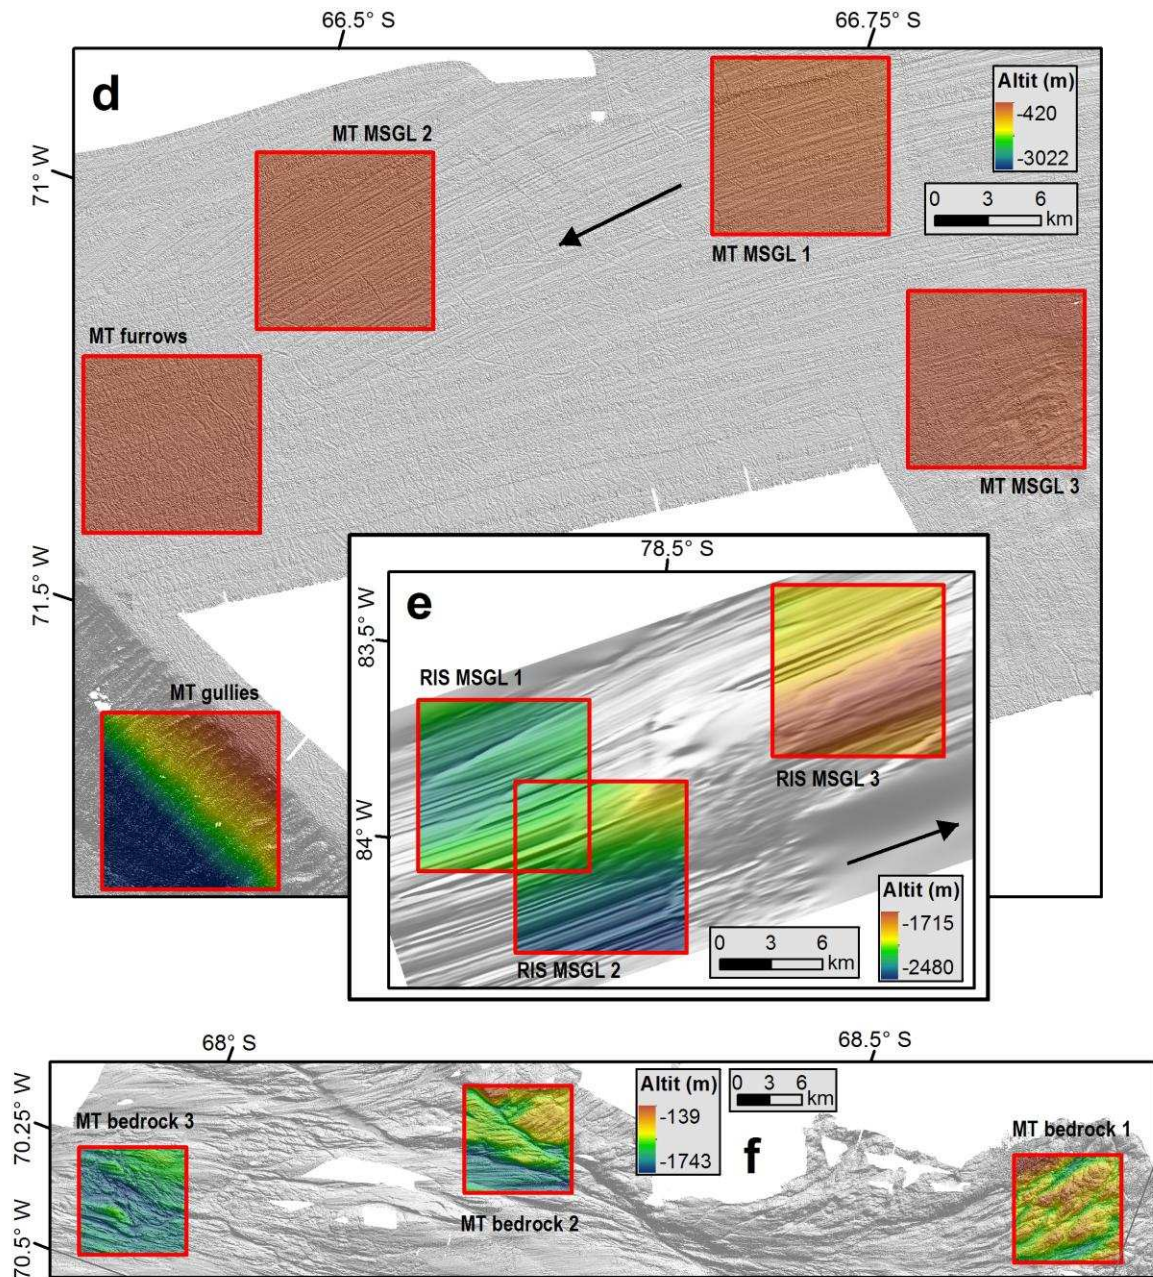 66.5° S
66.75° S
d
Altit (m)
-420
-3022
MT MSGL 2
71° W
0 3 6
km
MT MSGL 1
MT furrows
MT MSGL 3
78.5° S
71.5° W
e
83.5° W
MT gullies
RIS MSGL 1
RIS MSGL 3
84° W
Altit (m)
-1715
-2480
0 3 6
km
RIS MSGL 2
68° S
68.5° S
Altit (m)
-139
-1743
0 3 6
km
70.25° W
MT bedrock 3
MT bedrock 1
f
MT bedrock 2
70.5° W